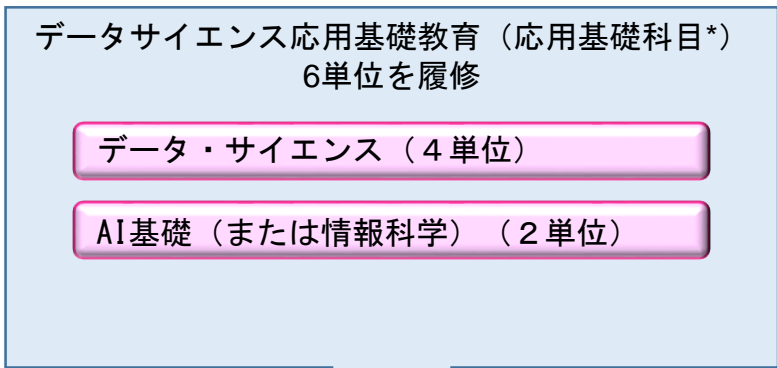 データサイエンス応用基礎教育（応用基礎科目*）
6単位を履修
データ・サイエンス（４単位）
AI基礎（または情報科学）（２単位）